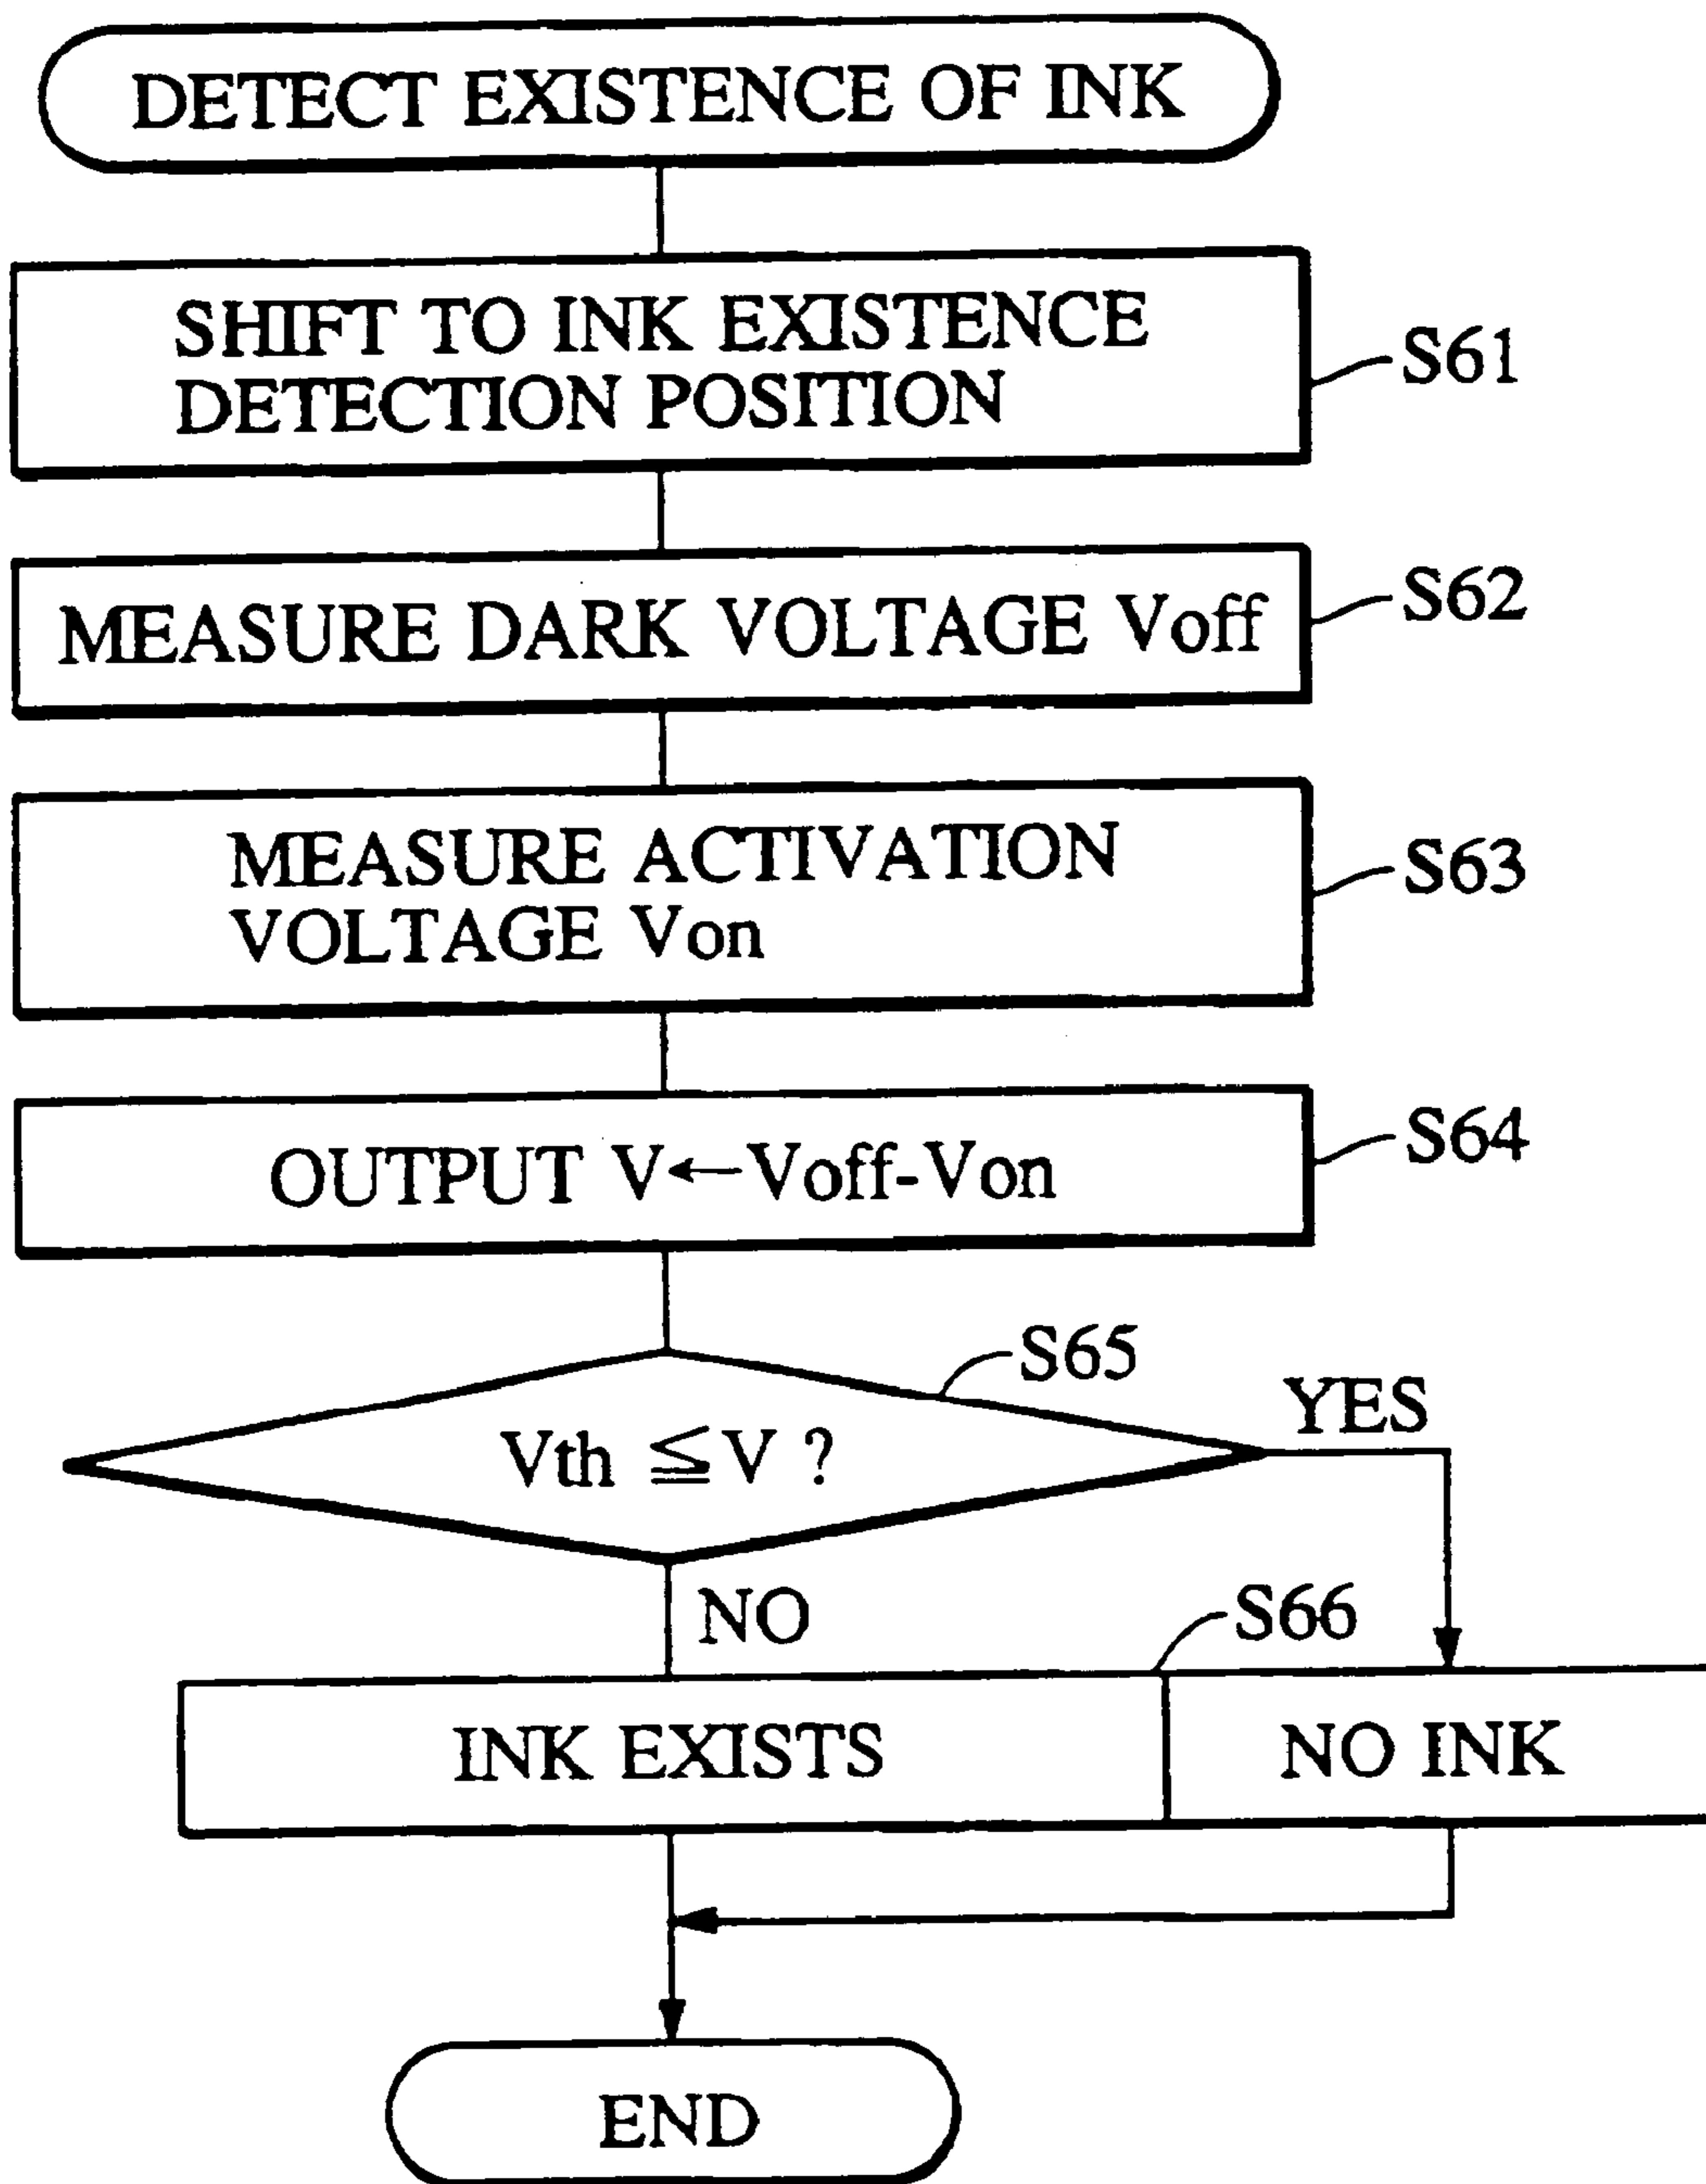 DETECT EXISTENCE OF INK
SHIFT TO INK EXISTENCE
DETECTION POSITION
S61
MEASURE DARK VOLTAGE Voff
S62
MEASURE ACTIVATION
VOLTAGE Von
S63
OUTPUT V←Voff-Von
S64
S65
Vth ≦V ?
YES
NO
S66
INK EXISTS
NO INK
END